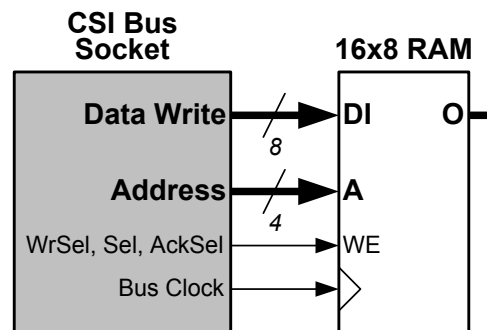 CSI Bus
Socket
16x8 RAM
Data Write
8
DI
O
Address
4
A
WrSel, Sel, AckSel
WE
Bus Clock